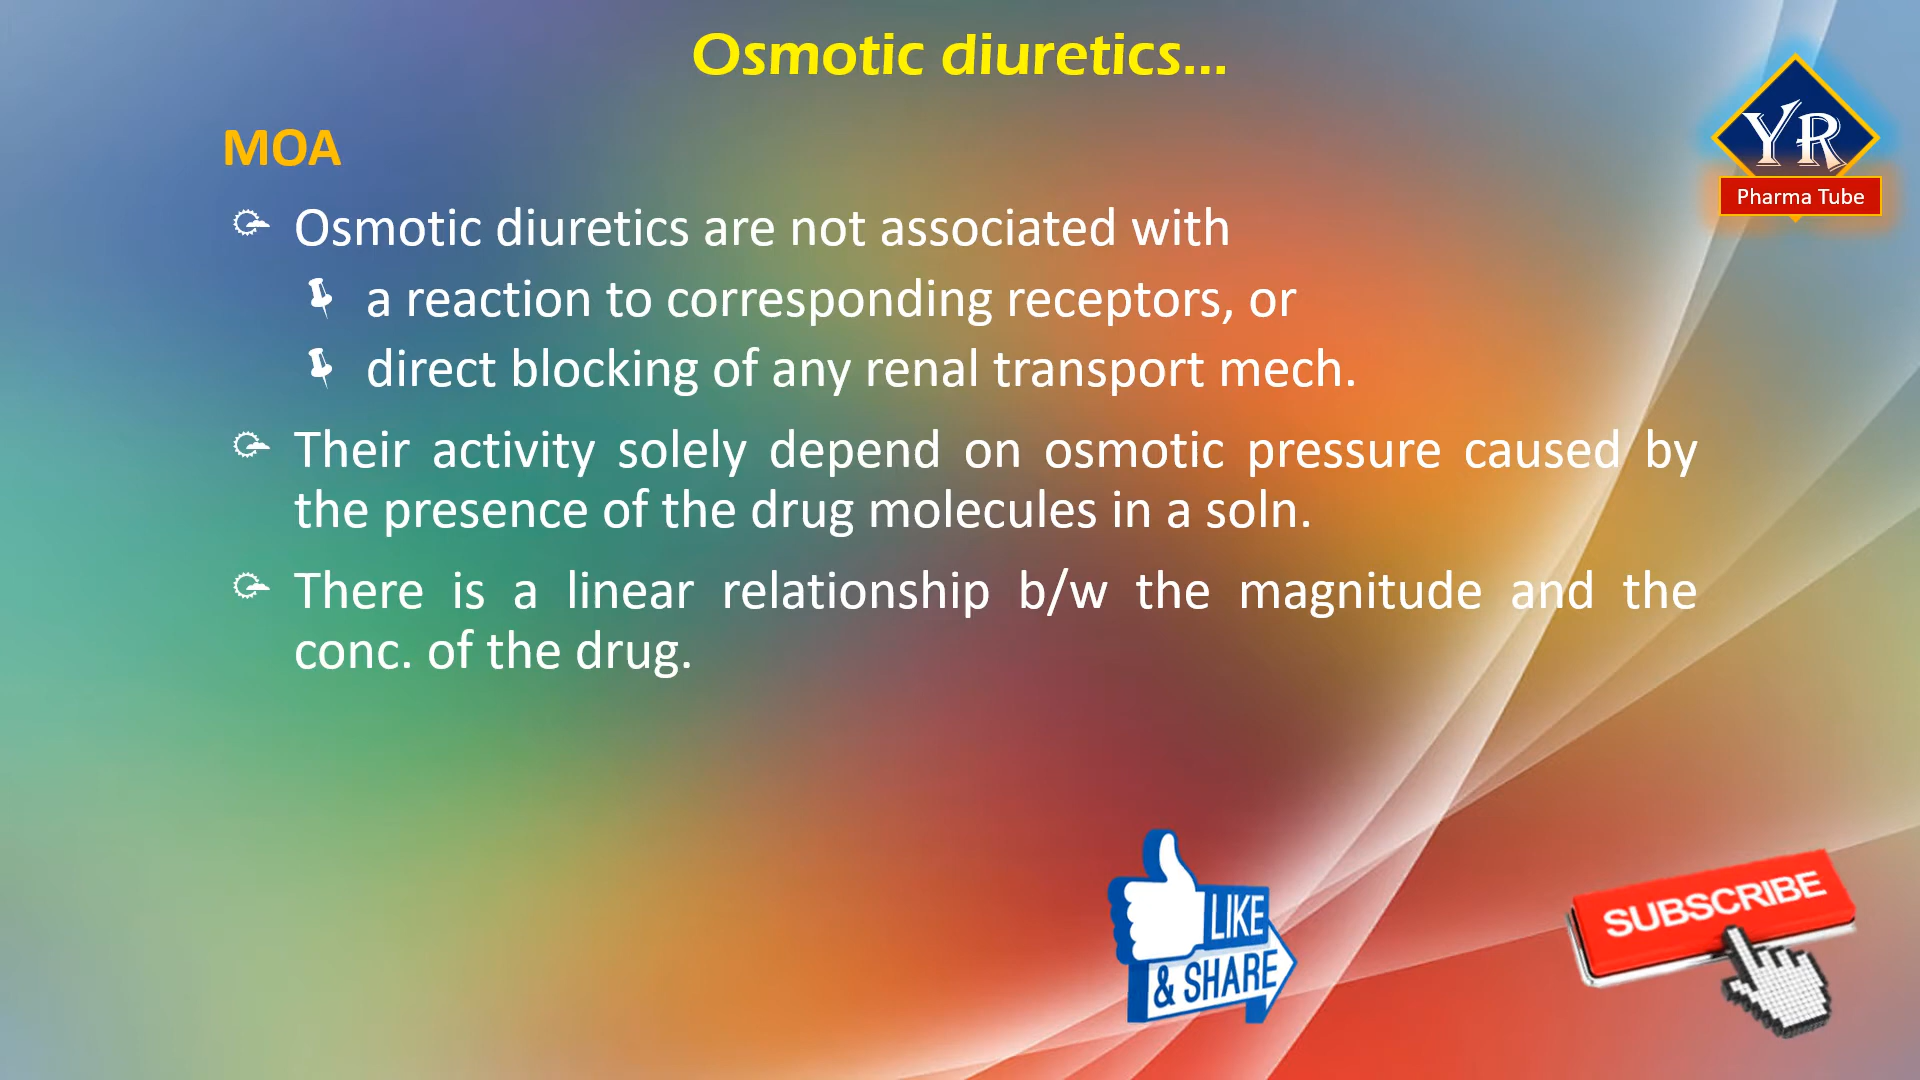 Osmotic diuretics...
YR
Pharma Tube
MOA
Osmotic diuretics are not associated with
a reaction to corresponding receptors, or
direct blocking of any renal transport mech.
Their activity solely depend on osmotic pressure caused by
the presence of the drug molecules in a soln.
There is a linear relationship b/w the magnitude and the
conc. of the drug.
LIKE
& SHARE
SUBSCRIBE